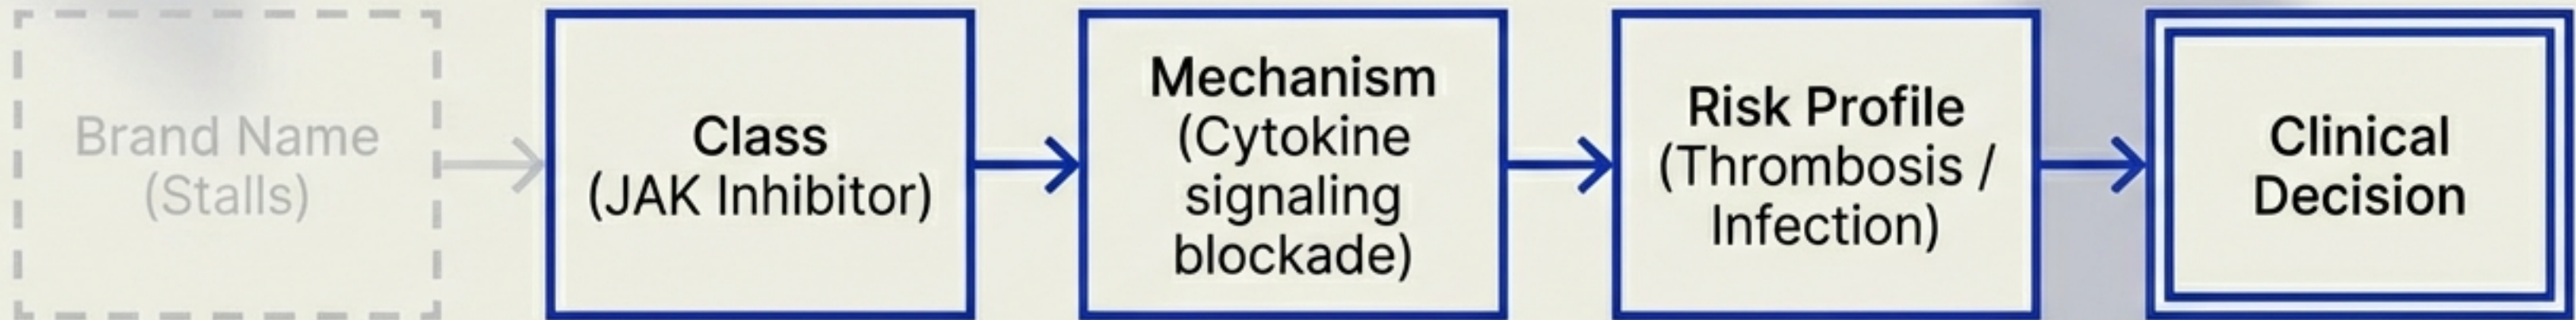 Brand Name
(Stalls)
Class
(JAK Inhibitor)
Mechanism
(Cytokine
signaling
blockade)
Risk Profile
(Thrombosis /
Infection)
Clinical
Decision